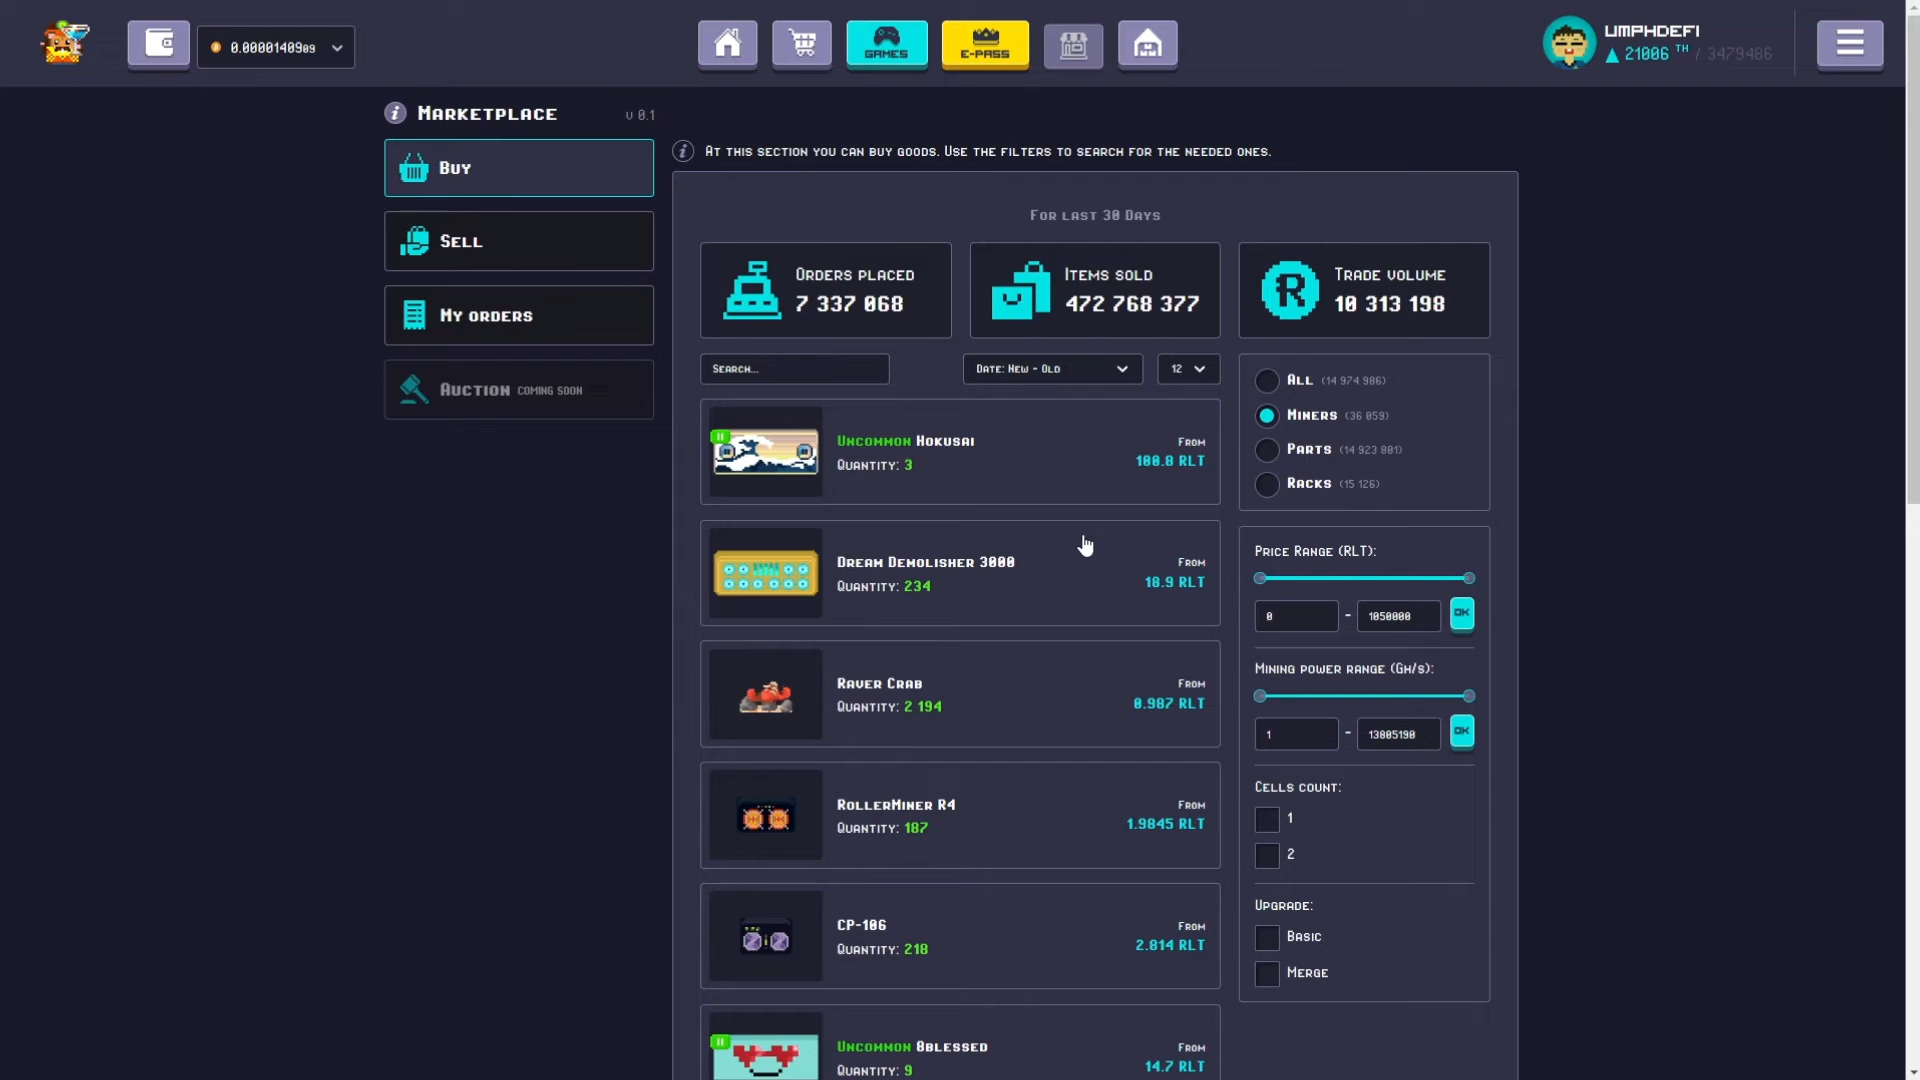 0.0000140909
GAMES
E-PASS
UMPHDEFI
21006 TH / 3479486
Marketplace
v 0.1
Buy
Sell
My orders
Auction coming soon
At this section you can buy goods. Use the filters to search for the needed ones.
For last 30 Days
Orders placed
7 337 068
Items sold
472 768 377
Trade volume
10 313 198
Search...
Date: New - Old
12
Uncommon Hokusai
Quantity: 3
From
100.8 RLT
Dream Demolisher 3000
Quantity: 234
From
18.9 RLT
Raver Crab
Quantity: 2 194
From
0.987 RLT
RollerMiner R4
Quantity: 187
From
1.9845 RLT
CP-106
Quantity: 218
From
2.814 RLT
Uncommon 8blessed
Quantity: 9
From
14.7 RLT
All (14 974 986)
Miners (36 059)
Parts (14 923 801)
Racks (15 126)
Price Range (RLT):
0 - 1050000 OK
Mining power range (Gh/s):
1 - 13805190 OK
Cells count:
1
2
Upgrade:
Basic
Merge